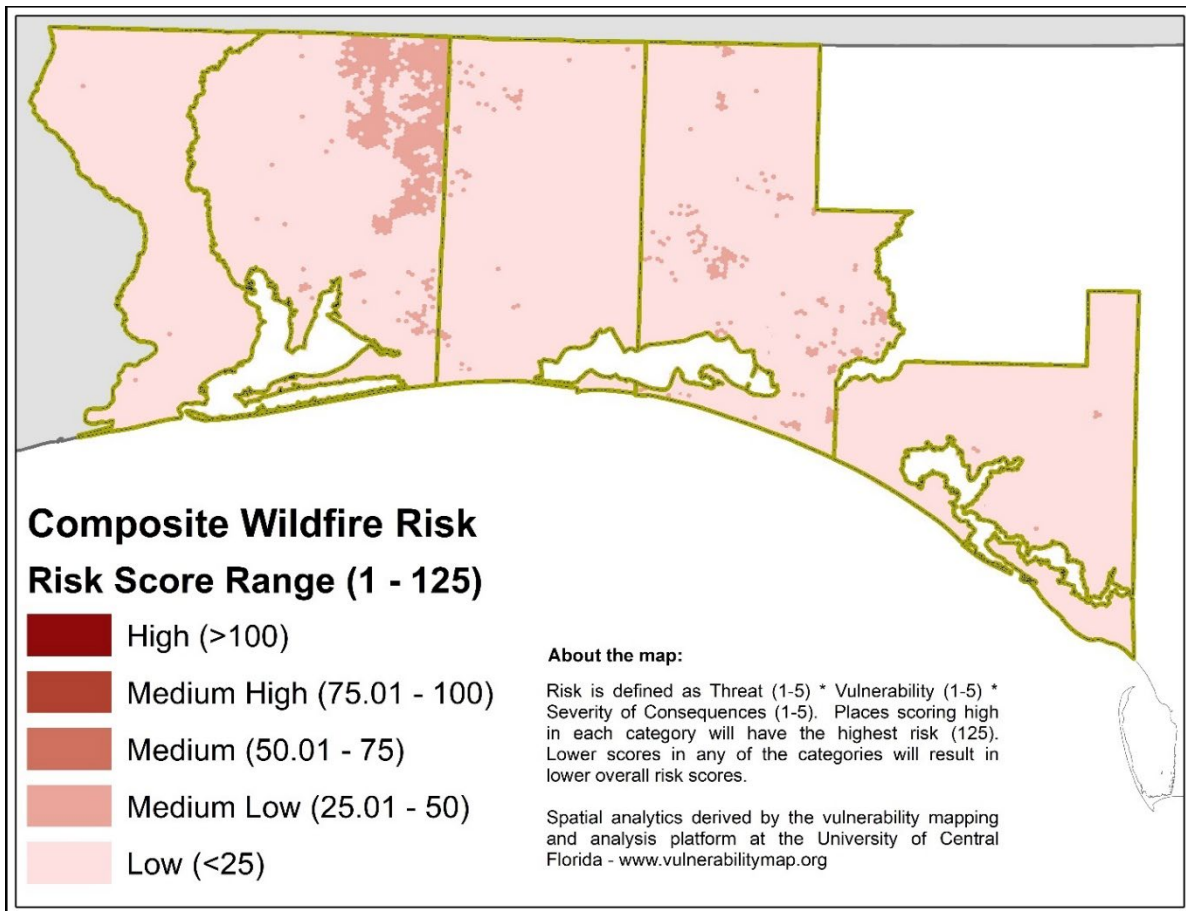 Composite Wildfire Risk
Risk Score Range (1 - 125)
High (>100)
Medium High (75.01 - 100)
Medium (50.01 - 75)
Medium Low (25.01 - 50)
Low (<25)
About the map:
Risk is defined as Threat (1-5) * Vulnerability (1-5) *
Severity of Consequences (1-5). Places scoring high
in each category will have the highest risk (125).
Lower scores in any of the categories will result in
lower overall risk scores.
Spatial analytics derived by the vulnerability mapping
and analysis platform at the University of Central
Florida - www.vulnerabilitymap.org